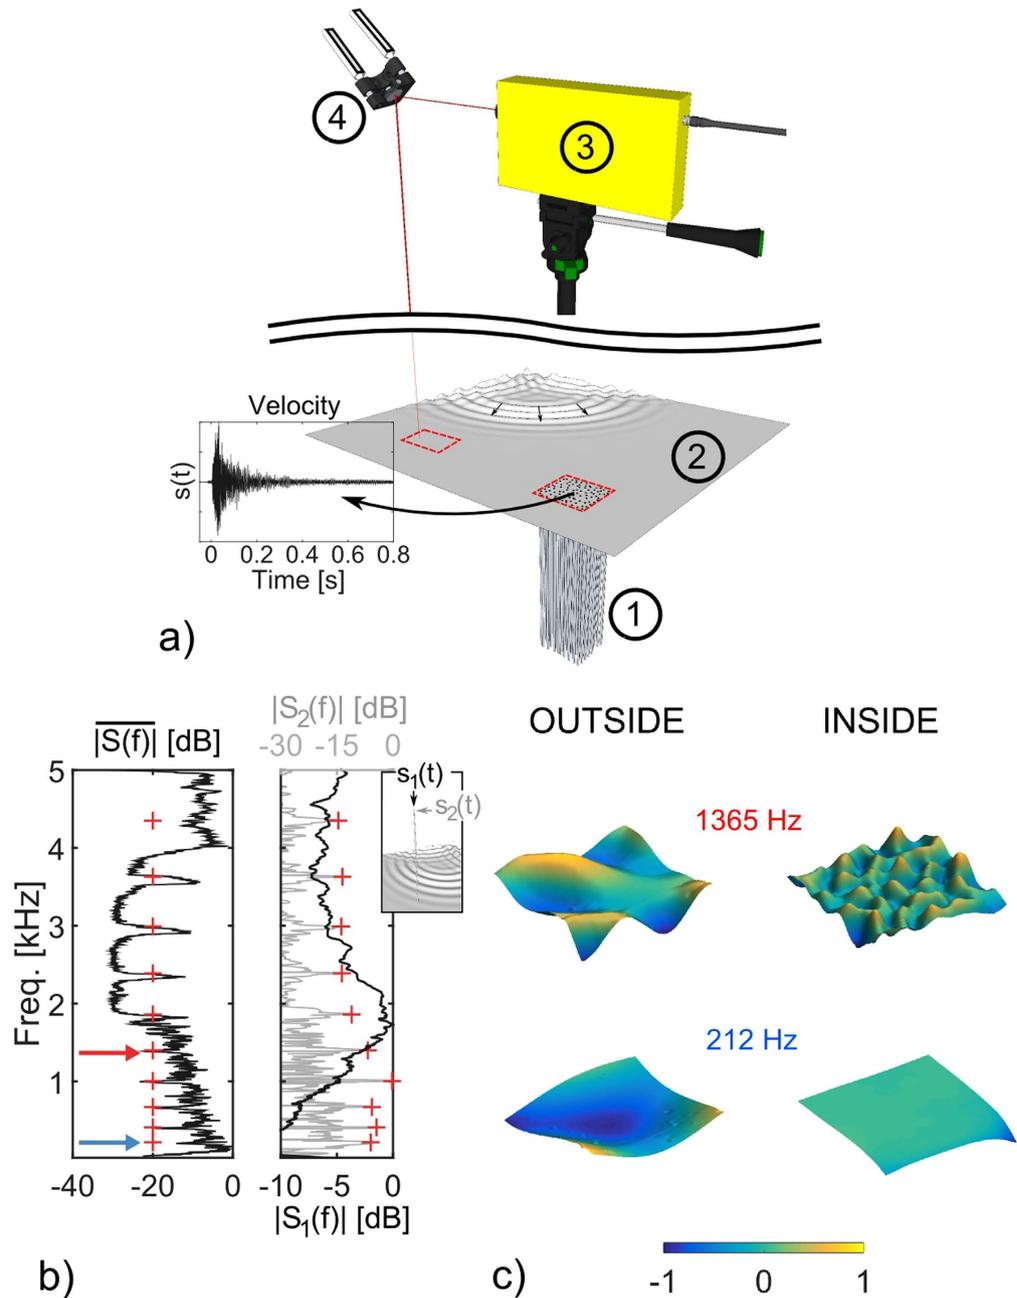 4
3
Velocity
s(t)
2
0 0.2 0.4 0.6 0.8
Time [s]
1
a)
|S(f)| [dB]
|S₂(f)| [dB]
-30 -15 0
OUTSIDE
INSIDE
5
4
3
2
1
Freq. [kHz]
s₁(t)
s₂(t)
1365 Hz
212 Hz
-40 -20 0
-10 -5 0
|S₁(f)| [dB]
b)
c)
-1 0 1